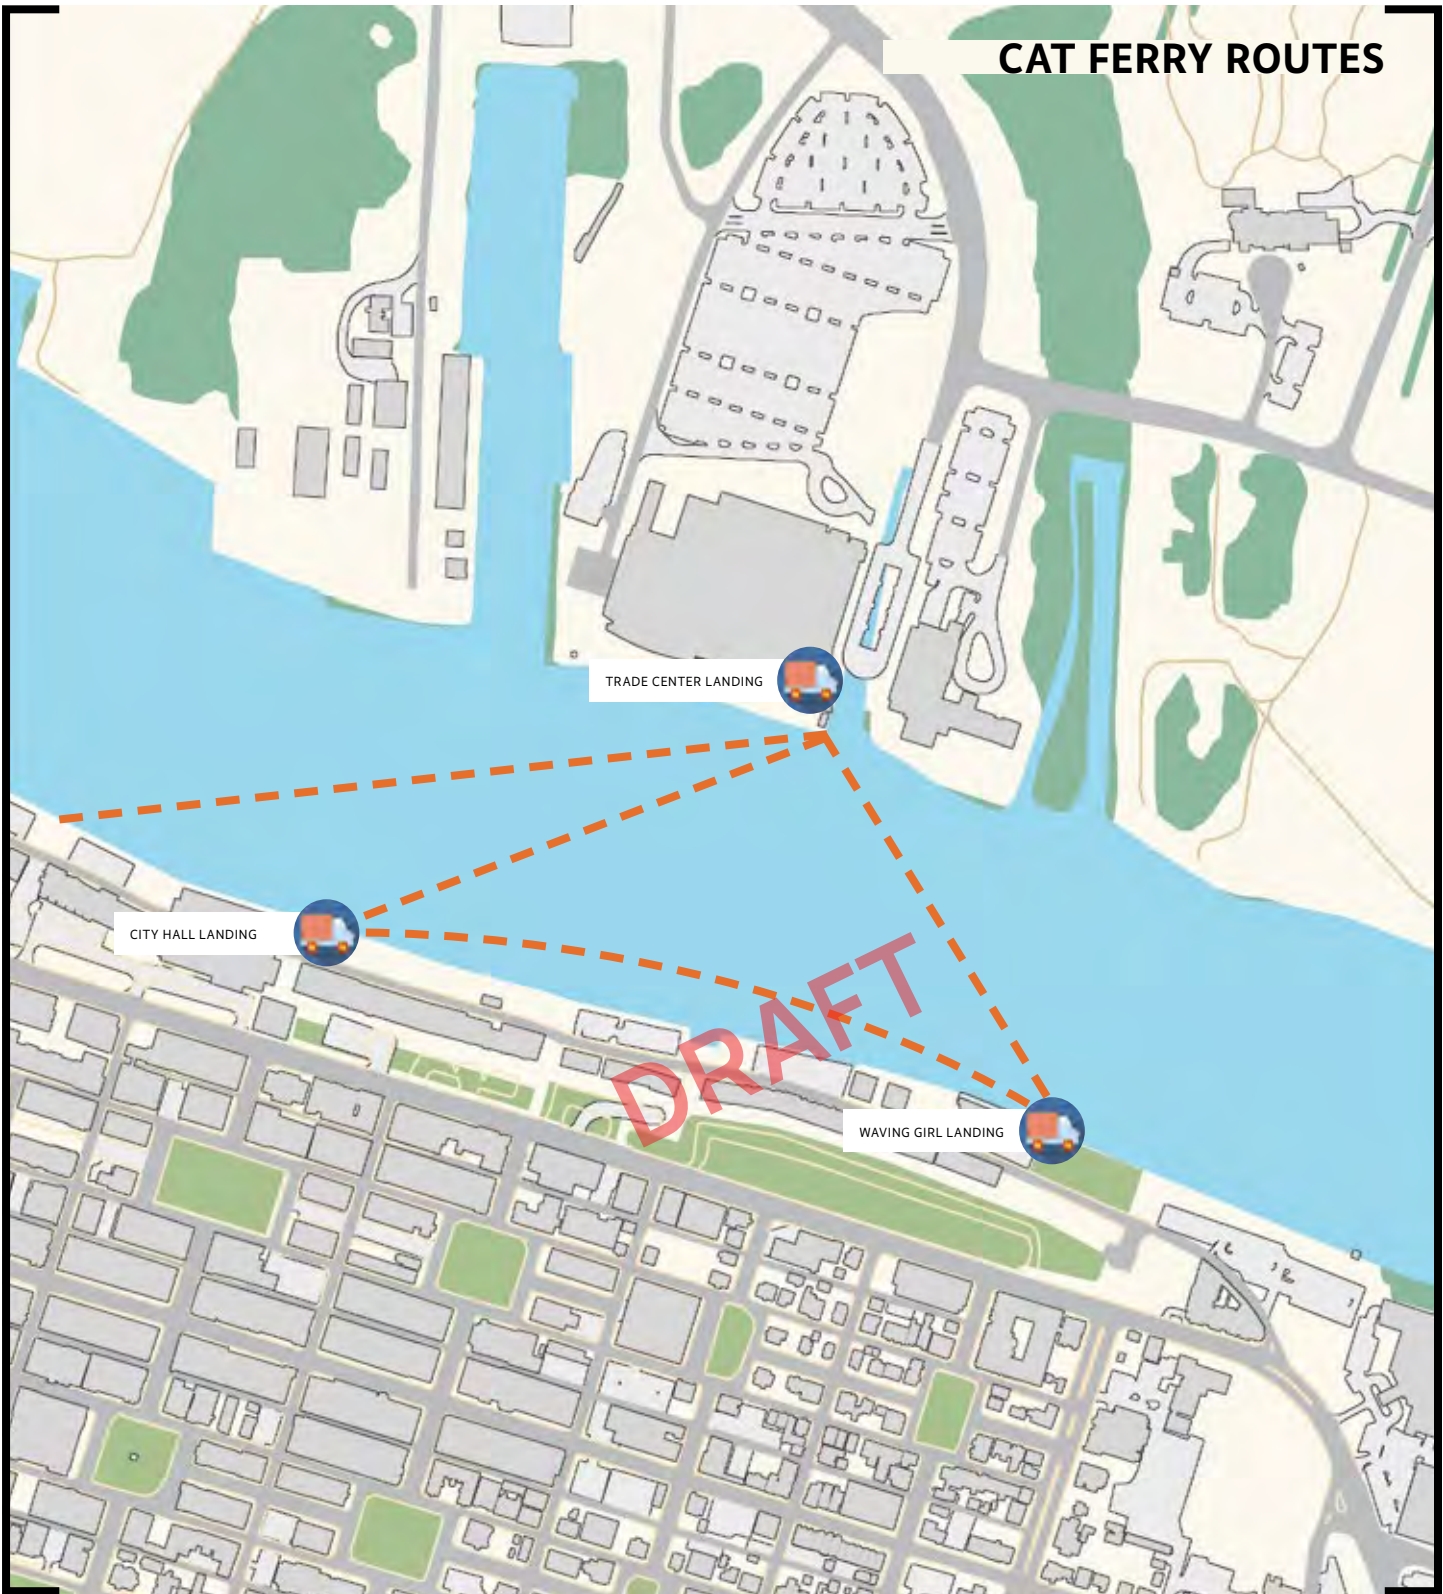 CAT FERRY ROUTES
TRADE CENTER LANDING
CITY HALL LANDING
DRAFT
WAVING GIRL LANDING